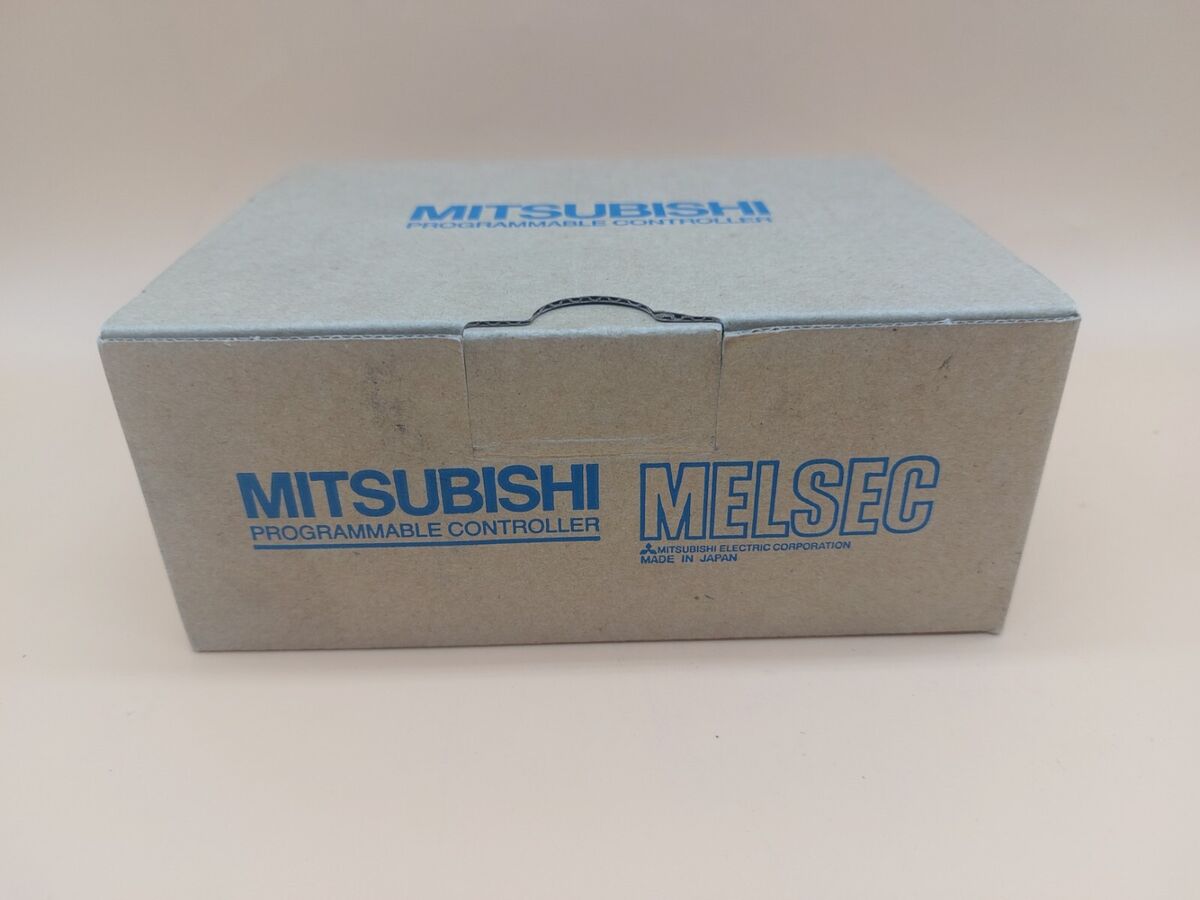 MITSUBISHI
PROGRAMMABLE CONTROLLER
MITSUBISHI
PROGRAMMABLE CONTROLLER
MELSEC
MITSUBISHI ELECTRIC CORPORATION
MADE IN JAPAN